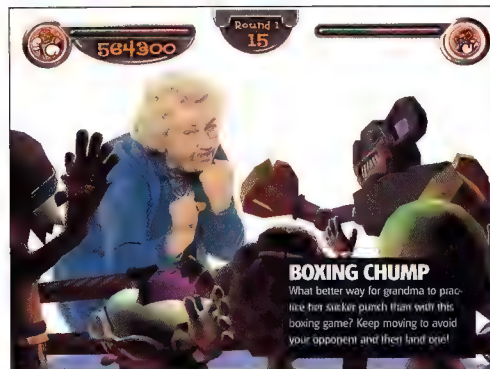 Round 1
564300
15
BOXING CHUMP
What better way for grandma to prac-
tice her sucker punch than with this
boxing game? Keep moving to avoid
your opponent and then land one!